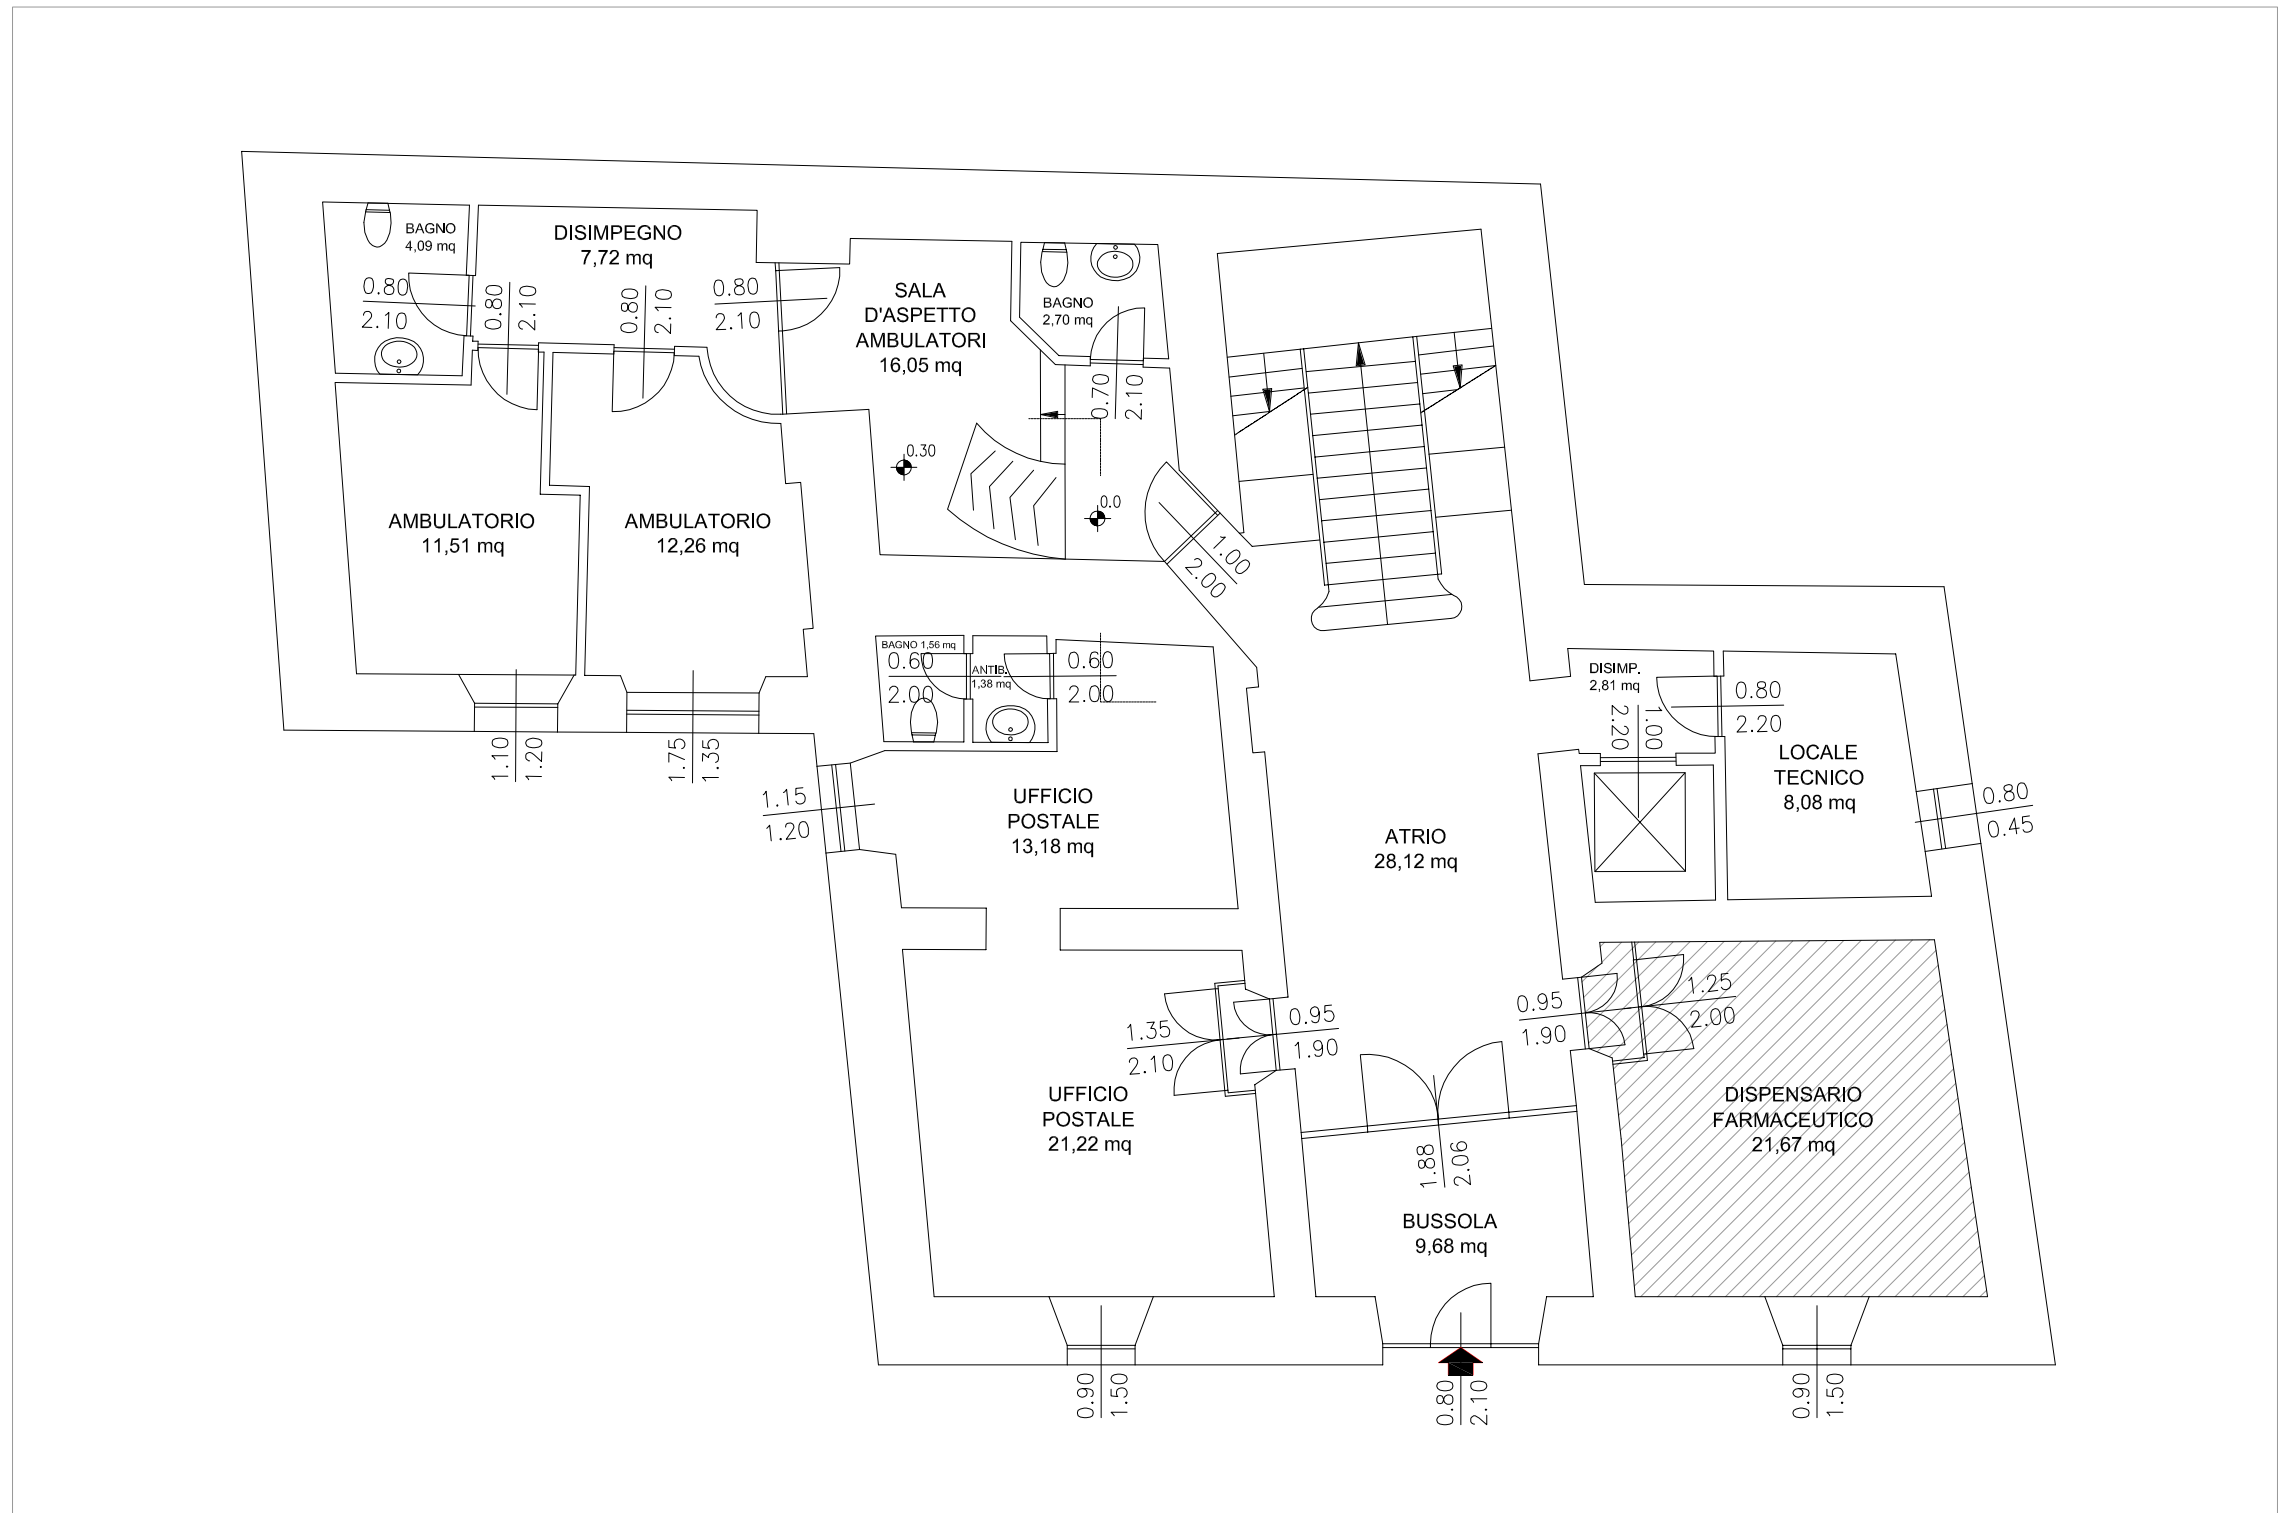 BAGNO
4,09 mq
DISIMPEGNO
7,72 mq
0.80
2.10
0.80
2.10
0.80
2.10
0.80
2.10
SALA
D'ASPETTO
AMBULATORI
16,05 mq
BAGNO
2,70 mq
0.70
2.10
0.30
0.0
AMBULATORIO
11,51 mq
AMBULATORIO
12,26 mq
1.00
2.00
BAGNO 1,56 mq
0.60
2.00
ANTIB.
1,38 mq
0.60
2.00
DISIMP.
2,81 mq
1.00
2.20
0.80
2.20
LOCALE
TECNICO
8,08 mq
0.80
0.45
1.10
1.20
1.75
1.35
1.15
1.20
UFFICIO
POSTALE
13,18 mq
ATRIO
28,12 mq
1.35
2.10
0.95
1.90
0.95
1.90
1.25
2.00
UFFICIO
POSTALE
21,22 mq
DISPENSARIO
FARMACEUTICO
21,67 mq
1.88
2.06
BUSSOLA
9,68 mq
0.90
1.50
0.80
2.10
0.90
1.50